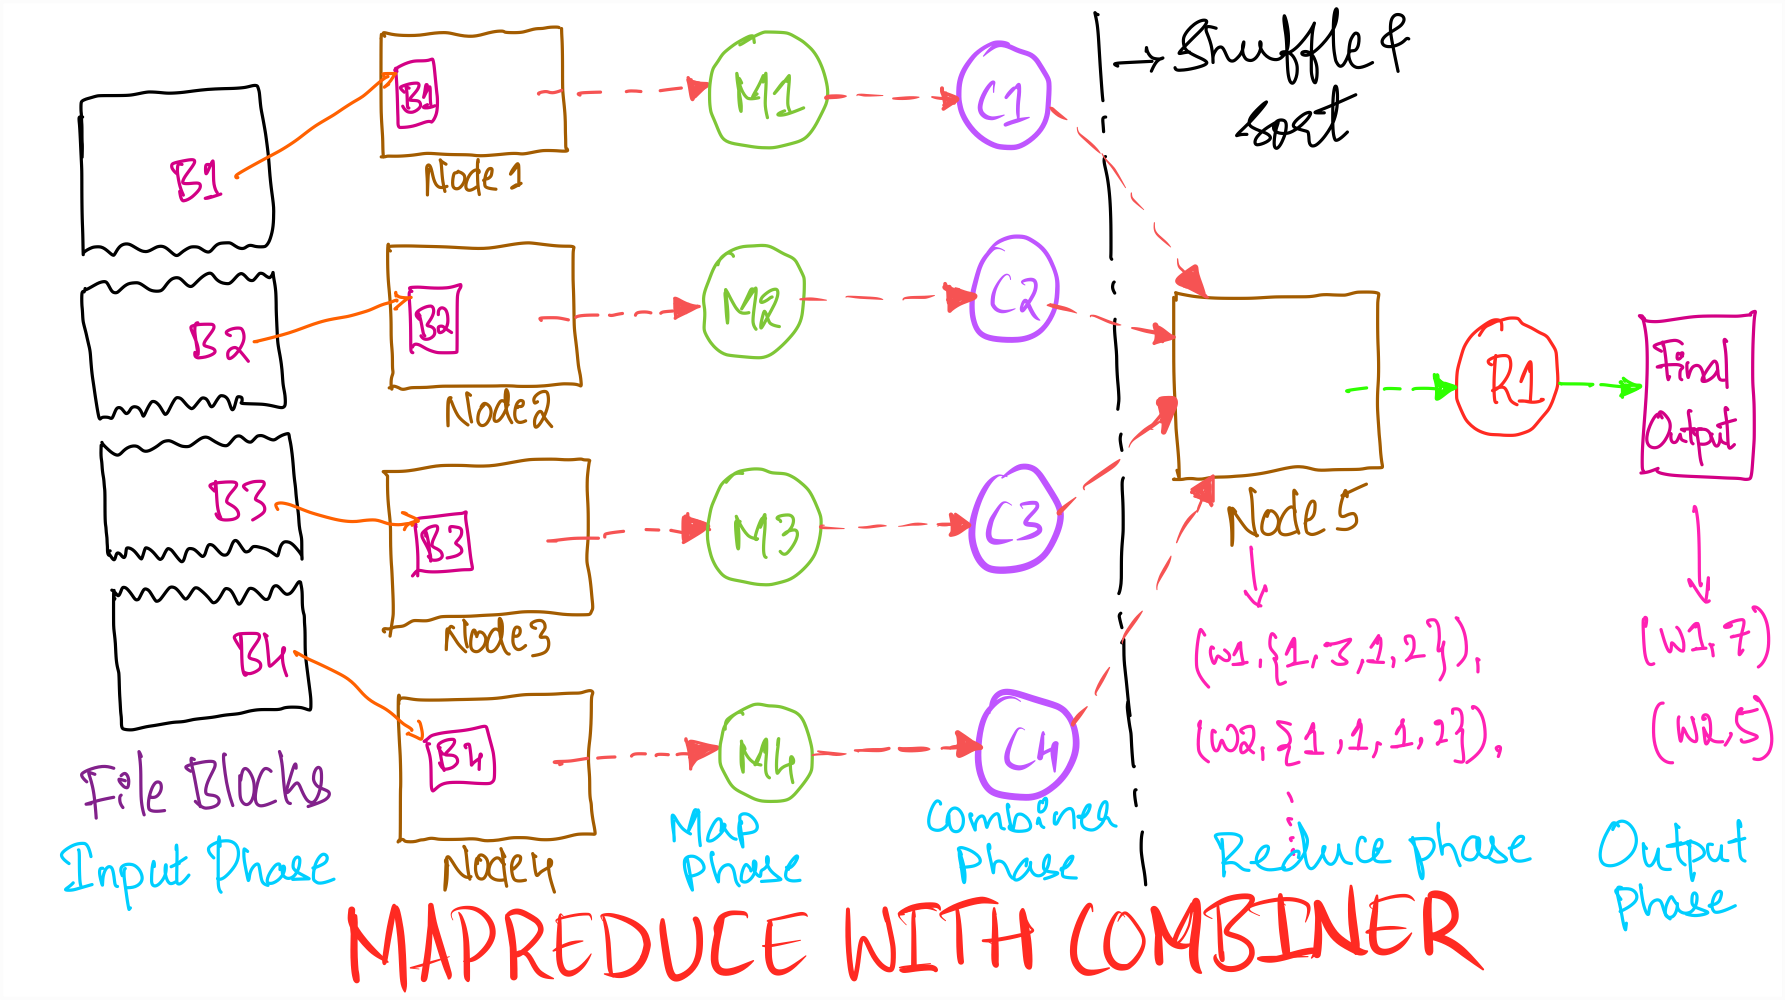 B1
B2
B3
B4
File Blocks
Input Phase
B1
Node 1
B2
Node2
B3
Node3
B4
Node4
M1
M2
M3
M4
Map
Phase
C1
C2
C3
C4
Combiner
Phase
→ Shuffle &
sort
Node 5
(w1,{1,3,1,2}),
(w2,{1,1,1,2}),
Reduce phase
R1
Final
Output
(w1,7)
(w2,5)
Output
phase
MAPREDUCE WITH COMBINER